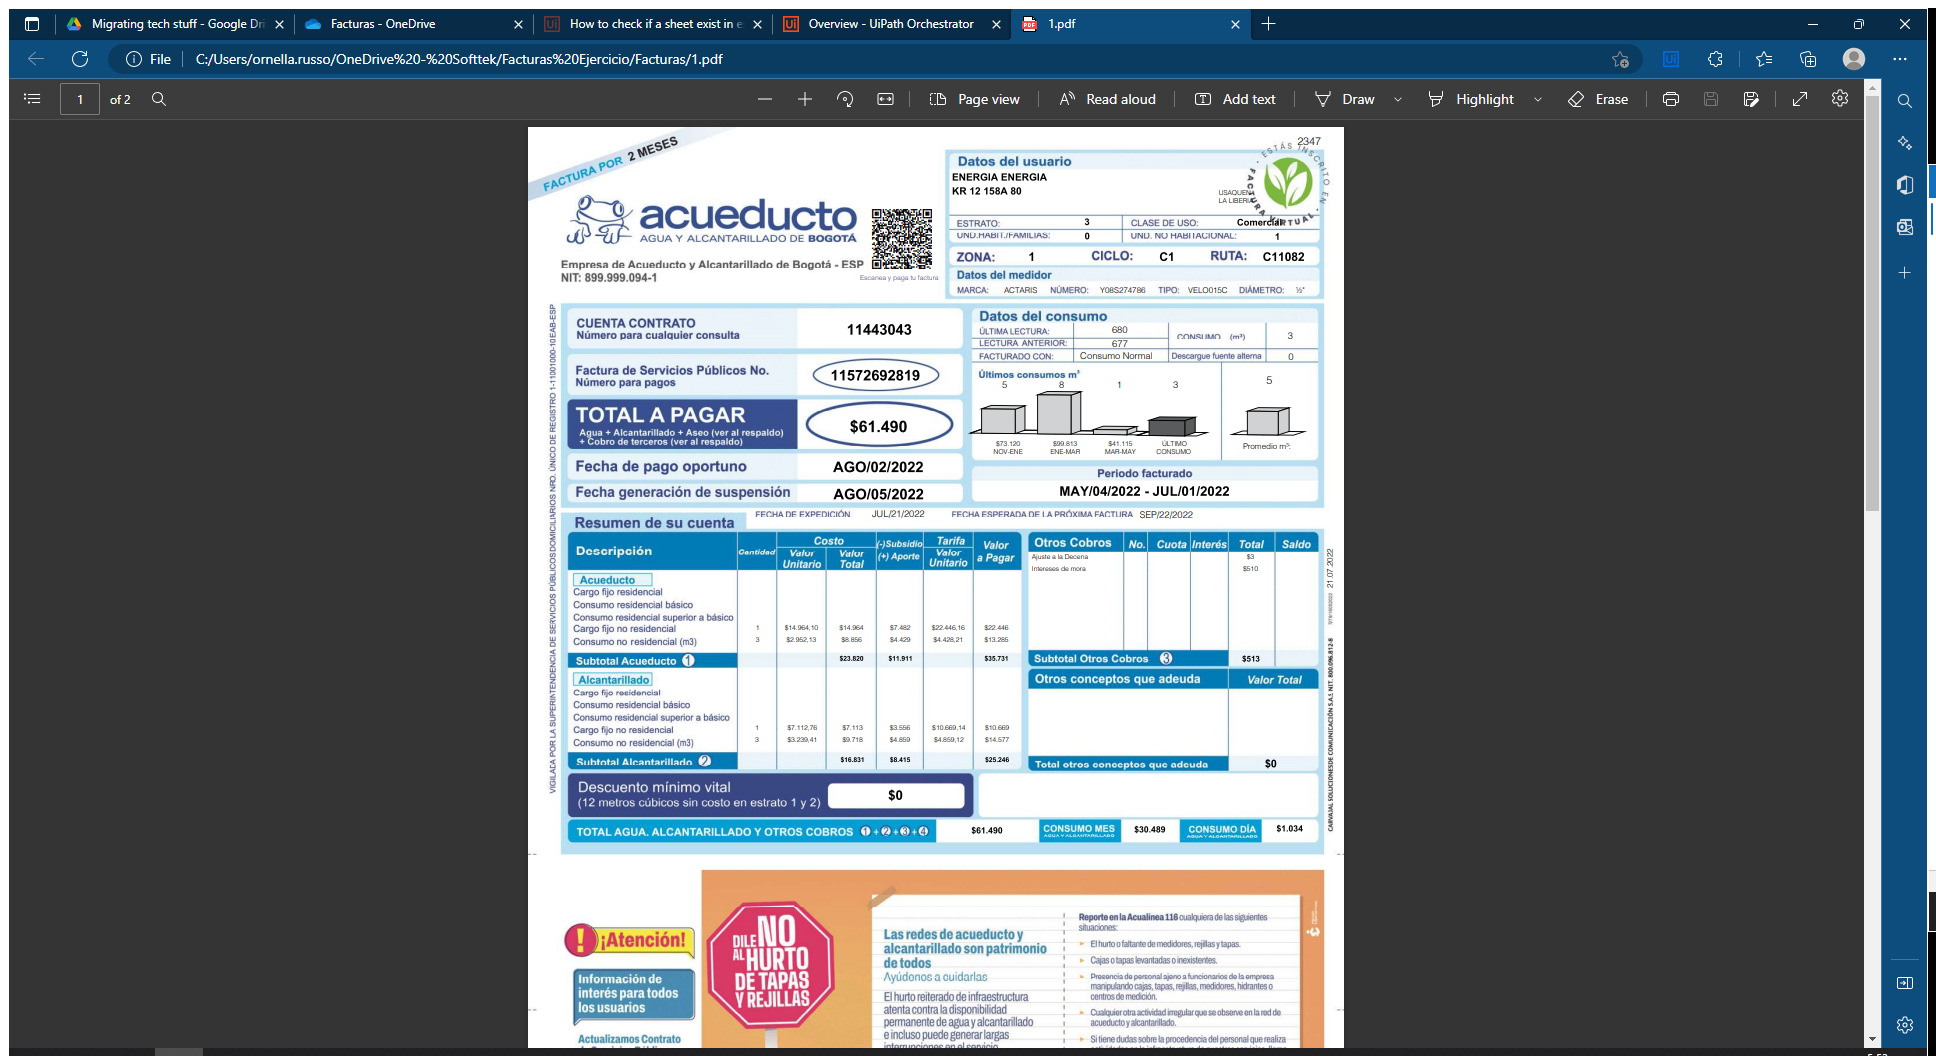 Migrating tech stuff - Google Dri
Facturas - OneDrive
How to check if a sheet exist in e
Overview - UiPath Orchestrator
1.pdf
File C:/Users/ornella.russo/OneDrive%20-%20Softtek/Facturas%20Ejercicio/Facturas/1.pdf
1 of 2
Page view
Read aloud
Add text
Draw
Highlight
Erase
FACTURA POR 2 MESES
2347
ESTÁS INSCRITO EN FACTURA VIRTUAL
acueducto
AGUA Y ALCANTARILLADO DE BOGOTÁ
Empresa de Acueducto y Alcantarillado de Bogotá - ESP
NIT: 899.999.094-1
Escanea y paga tu factura
Datos del usuario
ENERGIA ENERGIA
KR 12 158A 80
USAQUEN
LA LIBERIA
ESTRATO: 3 CLASE DE USO: Comercial
UND.HABIT./FAMILIAS: 0 UND. NO HABITACIONAL: 1
ZONA: 1 CICLO: C1 RUTA: C11082
Datos del medidor
MARCA: ACTARIS NÚMERO: Y08S274786 TIPO: VELO015C DIÁMETRO: ½"
CUENTA CONTRATO
Número para cualquier consulta
11443043
Factura de Servicios Públicos No.
Número para pagos
11572692819
TOTAL A PAGAR
Agua + Alcantarillado + Aseo (ver al respaldo)
+ Cobro de terceros (ver al respaldo)
$61.490
Fecha de pago oportuno AGO/02/2022
Fecha generación de suspensión AGO/05/2022
Datos del consumo
ÚLTIMA LECTURA: 680
LECTURA ANTERIOR: 677
CONSUMO (m³) 3
FACTURADO CON: Consumo Normal Descargue fuente alterna 0
Últimos consumos m³
5 8 1 3 5
$73.120 $99.813 $41.115 ÚLTIMO
NOV-ENE ENE-MAR MAR-MAY CONSUMO
Promedio m³:
Periodo facturado
MAY/04/2022 - JUL/01/2022
FECHA DE EXPEDICIÓN JUL/21/2022 FECHA ESPERADA DE LA PRÓXIMA FACTURA SEP/22/2022
Resumen de su cuenta
Descripción Cantidad Costo Valor Unitario Valor Total (-)Subsidio (+) Aporte Tarifa Valor Unitario Valor a Pagar
Acueducto
Cargo fijo residencial
Consumo residencial básico
Consumo residencial superior a básico
Cargo fijo no residencial 1 $14.964,10 $14.964 $7.482 $22.446,16 $22.446
Consumo no residencial (m3) 3 $2.952,13 $8.856 $4.429 $4.428,21 $13.285
Subtotal Acueducto 1 $23.820 $11.911 $35.731
Alcantarillado
Cargo fijo residencial
Consumo residencial básico
Consumo residencial superior a básico
Cargo fijo no residencial 1 $7.112,76 $7.113 $3.556 $10.669,14 $10.669
Consumo no residencial (m3) 3 $3.239,41 $9.718 $4.859 $4.859,12 $14.577
Subtotal Alcantarillado 2 $16.831 $8.415 $25.246
Otros Cobros No. Cuota Interés Total Saldo
Ajuste a la Decena $3
Intereses de mora $510
Subtotal Otros Cobros 3 $513
Otros conceptos que adeuda Valor Total
Total otros conceptos que adeuda $0
Descuento mínimo vital
(12 metros cúbicos sin costo en estrato 1 y 2)
$0
TOTAL AGUA. ALCANTARILLADO Y OTROS COBROS 1+2+3+4 $61.490
CONSUMO MES
AGUA Y ALCANTARILLADO
$30.489
CONSUMO DÍA
AGUA Y ALCANTARILLADO
$1.034
VIGILADA POR LA SUPERINTENDENCIA DE SERVICIOS PÚBLICOS DOMICILIARIOS NRO. ÚNICO DE REGISTRO 1-11001000-10 EAB-ESP
21.07.2022
CARVAJAL SOLUCIONES DE COMUNICACIÓN S.A.S NIT. 800.096.812-8
¡Atención!
Información de
interés para todos
los usuarios
Actualizamos Contrato
DILE NO
AL HURTO
DE TAPAS
Y REJILLAS
Las redes de acueducto y
alcantarillado son patrimonio
de todos
Ayúdonos a cuidarlas
El hurto reiterado de infraestructura
atenta contra la disponibilidad
permanente de agua y alcantarillado
e incluso puede generar largas
interrupciones en el servicio
Reporte en la Acualínea 116 cualquiera de las siguientes
situaciones:
El hurto o faltante de medidores, rejillas y tapas.
Cajas o tapas levantadas o inexistentes.
Presencia de personal ajeno a funcionarios de la empresa
manipulando cajas, tapas, rejillas, medidores, hidrantes o
centros de medición.
Cualquier otra actividad irregular que se observe en la red de
acueducto y alcantarillado.
Si tiene dudas sobre la procedencia del personal que realiza